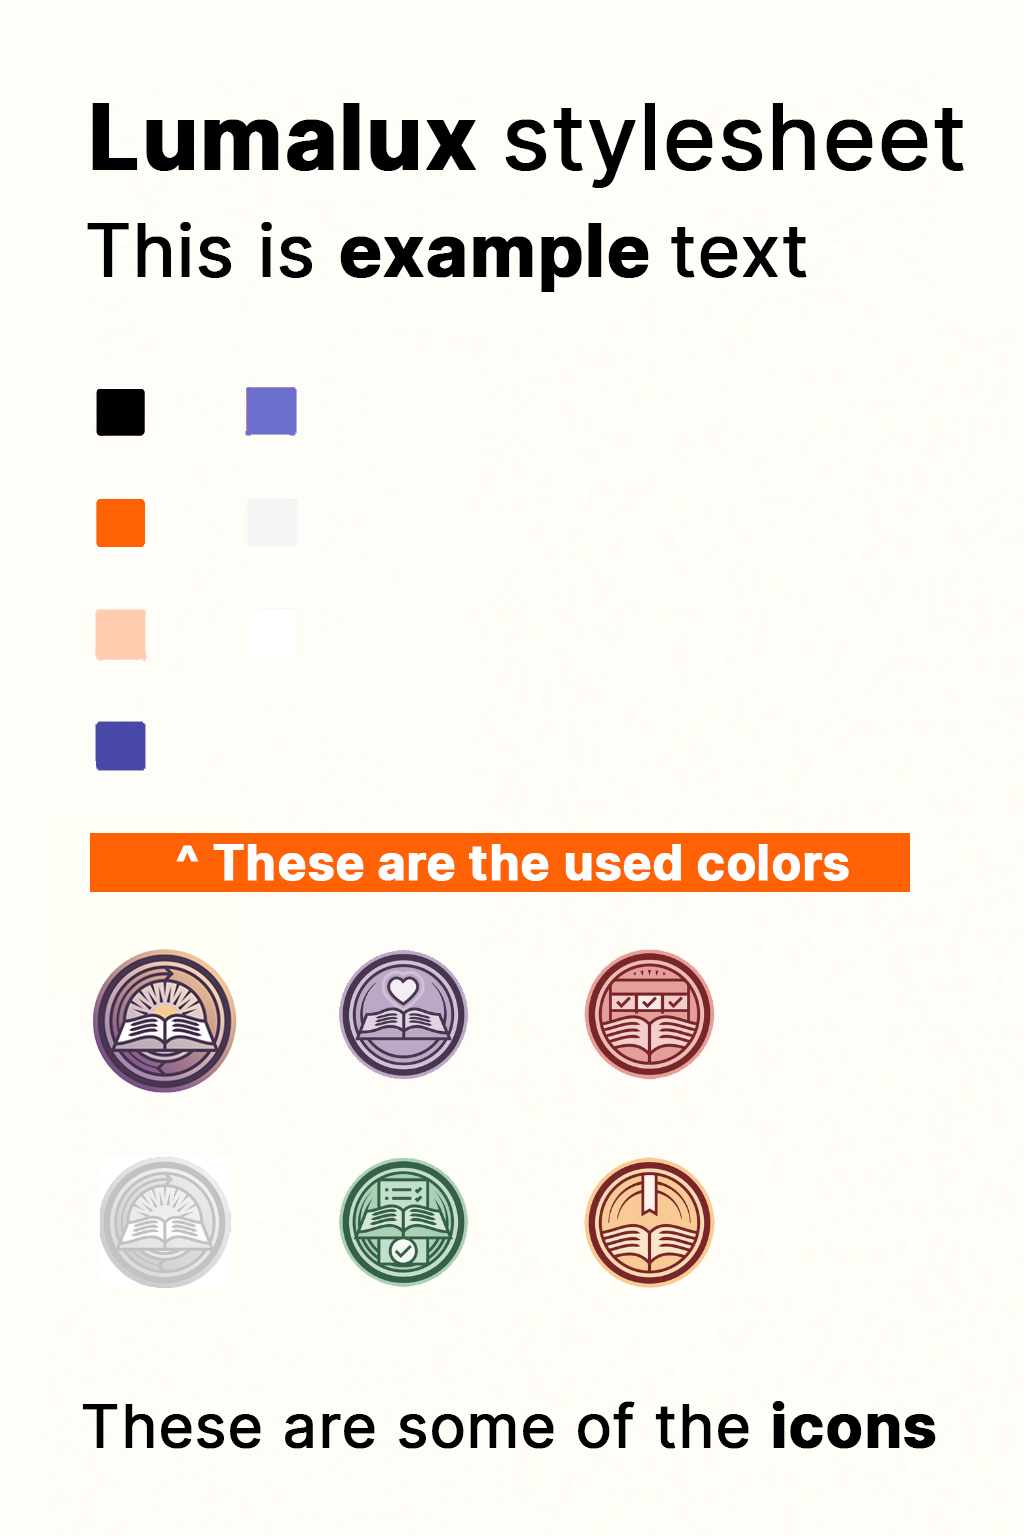 Lumalux stylesheet
This is example text
^ These are the used colors
These are some of the icons